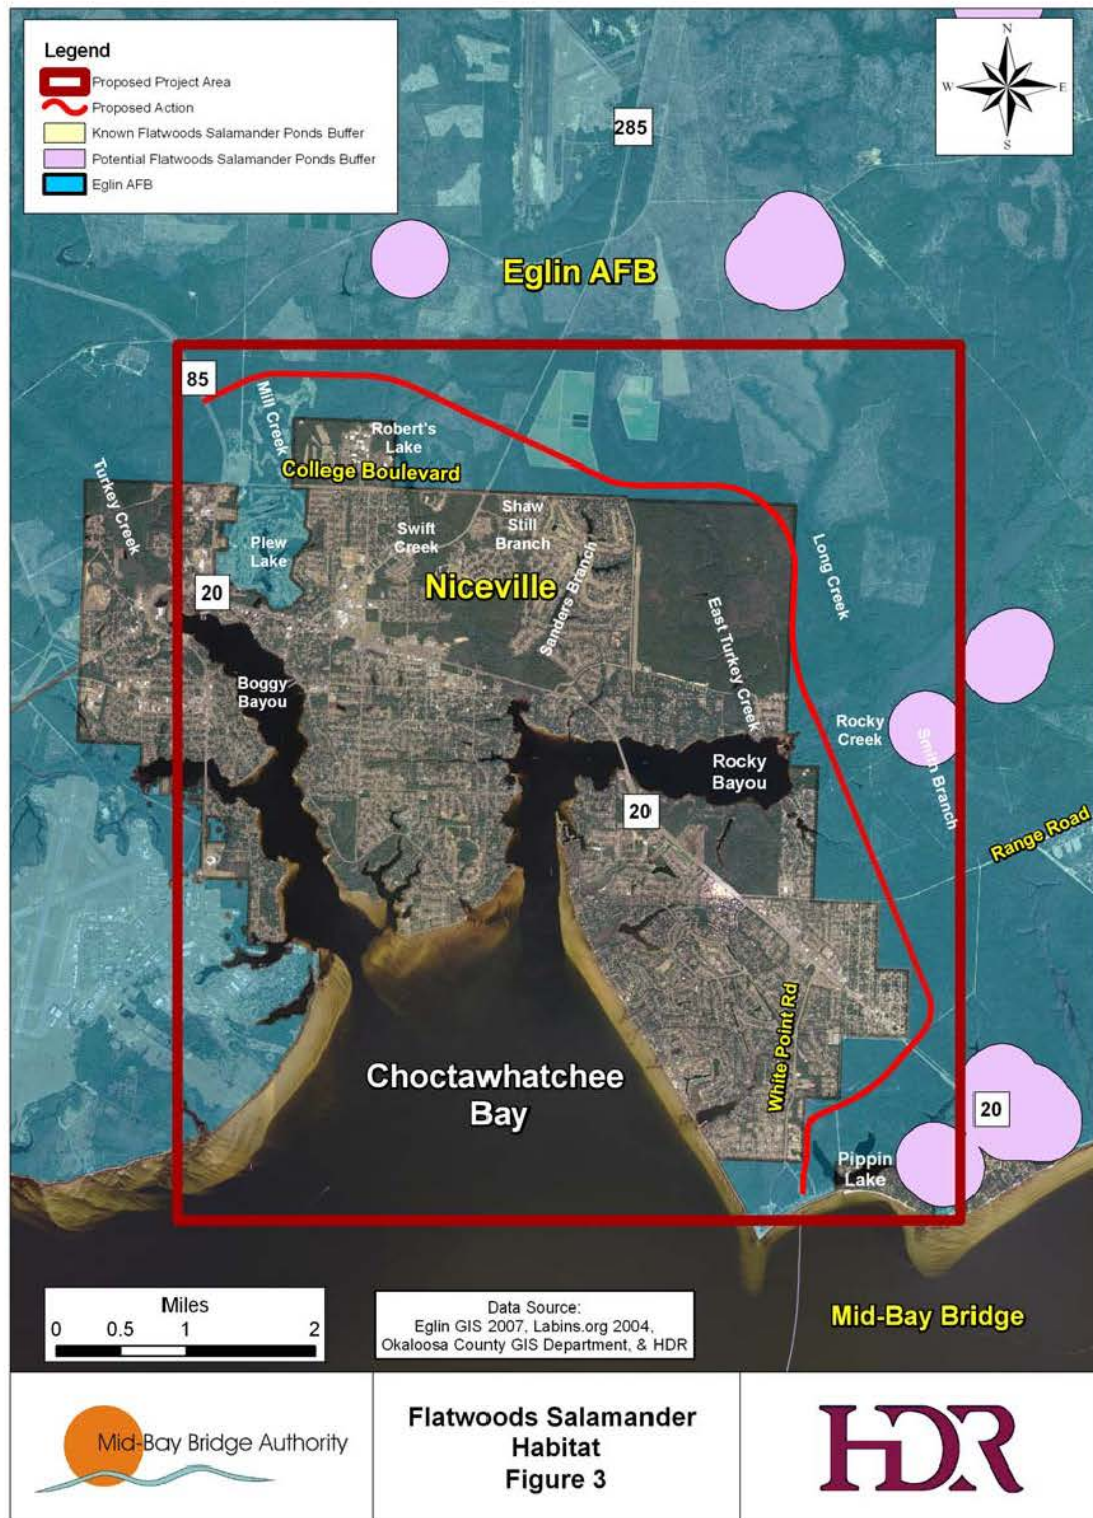 Legend
Proposed Project Area
Proposed Action
Known Flatwoods Salamander Ponds Buffer
Potential Flatwoods Salamander Ponds Buffer
Eglin AFB
N
W
E
S
285
Eglin AFB
85
Mill Creek
Robert's
Lake
College Boulevard
Turkey Creek
Plew
Lake
Swift
Creek
Shaw
Still
Branch
Sanders Branch
Niceville
20
Long Creek
East Turkey Creek
Boggy
Bayou
Rocky
Creek
Smith Branch
Rocky
Bayou
20
Range Road
White Point Rd
Choctawhatchee
Bay
20
Pippin
Lake
Mid-Bay Bridge
Miles
0 0.5 1 2
Data Source:
Eglin GIS 2007, Labins.org 2004,
Okaloosa County GIS Department, & HDR
Mid-Bay Bridge Authority
Flatwoods Salamander
Habitat
Figure 3
HDR